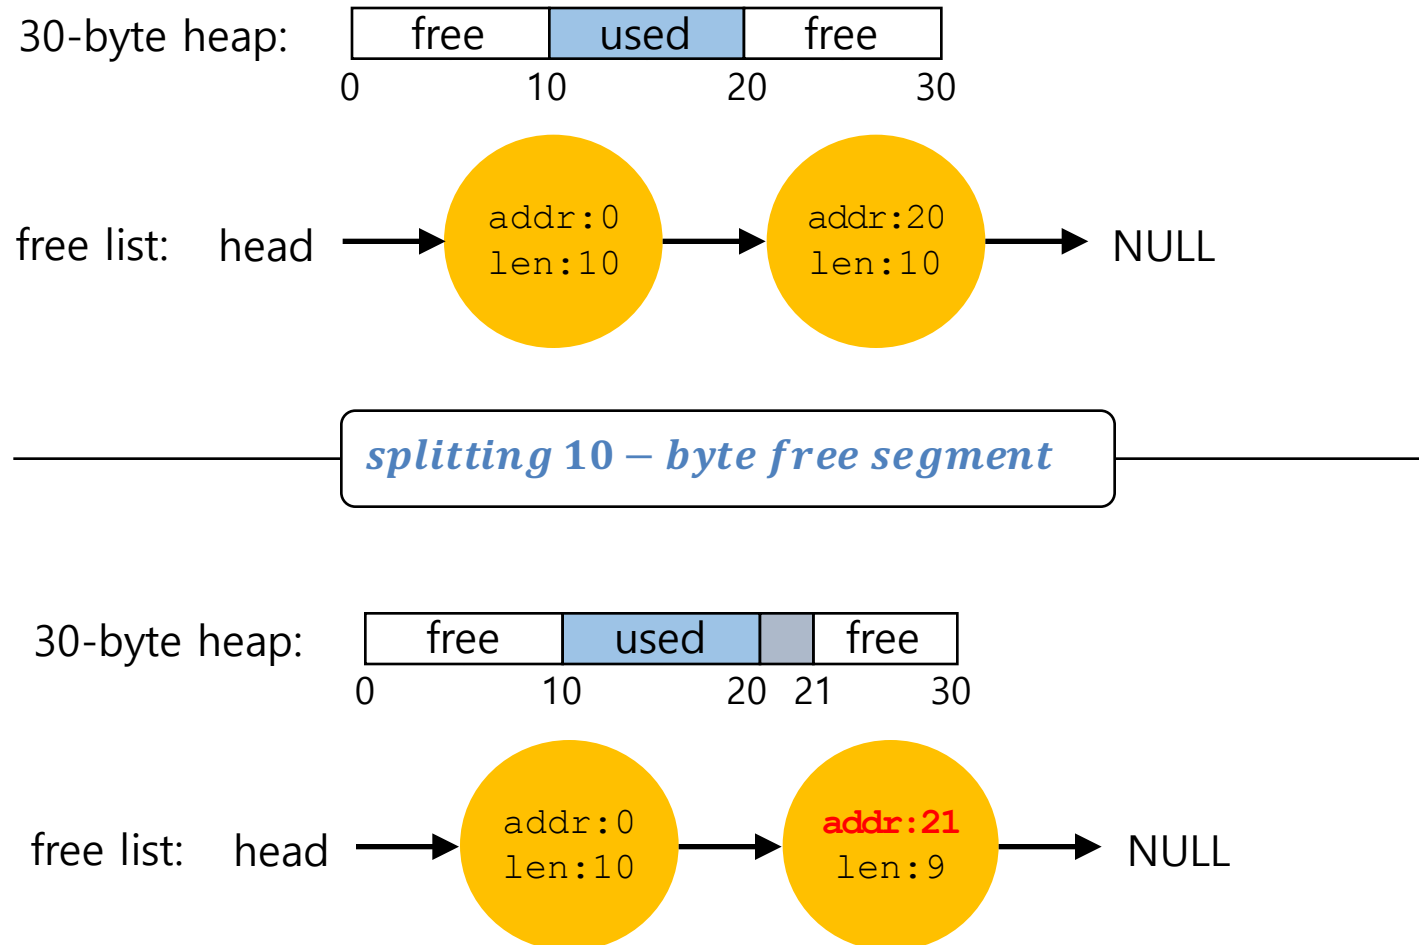 30-byte heap: free used free
0 10 20 30
free list: head addr:0 len:10 addr:20 len:10 NULL
splitting 10 − byte free segment
30-byte heap: free used free
0 10 20 21 30
free list: head addr:0 len:10 addr:21 len:9 NULL